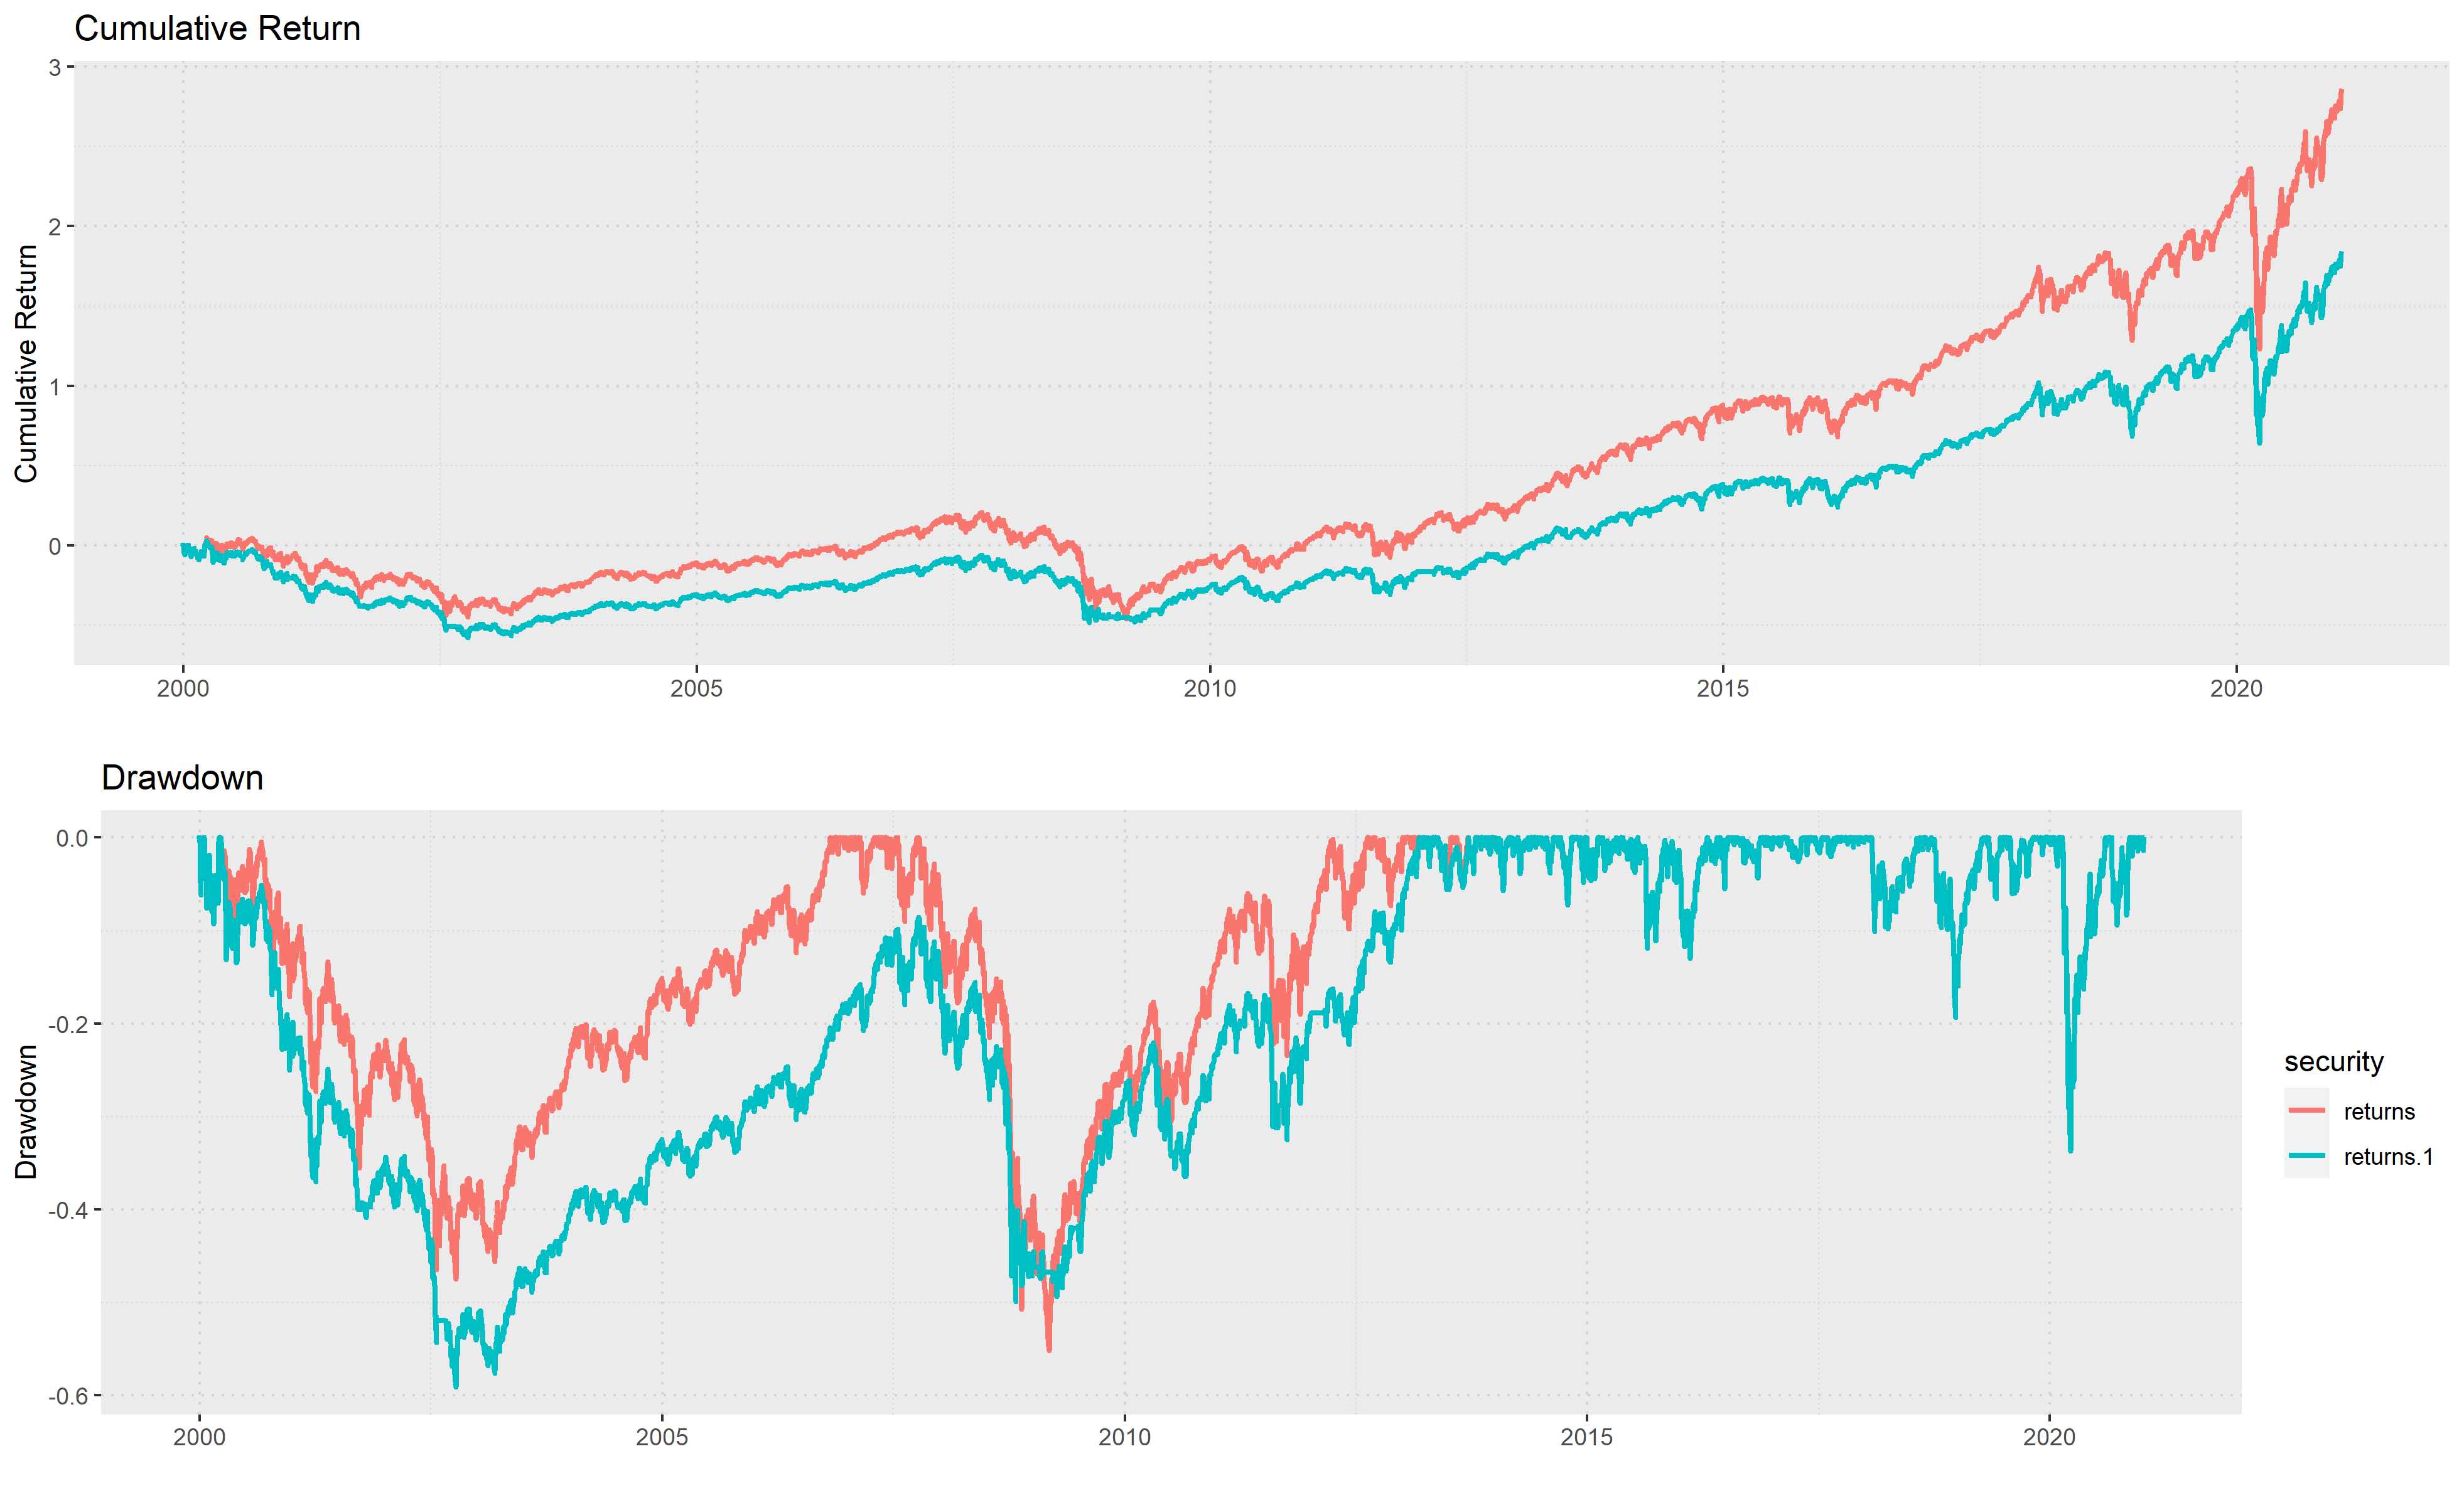 Cumulative Return
Cumulative Return
3
2
1
0
2000 2005 2010 2015 2020
Drawdown
Drawdown
0.0
-0.2
-0.4
-0.6
2000 2005 2010 2015 2020
security
returns
returns.1